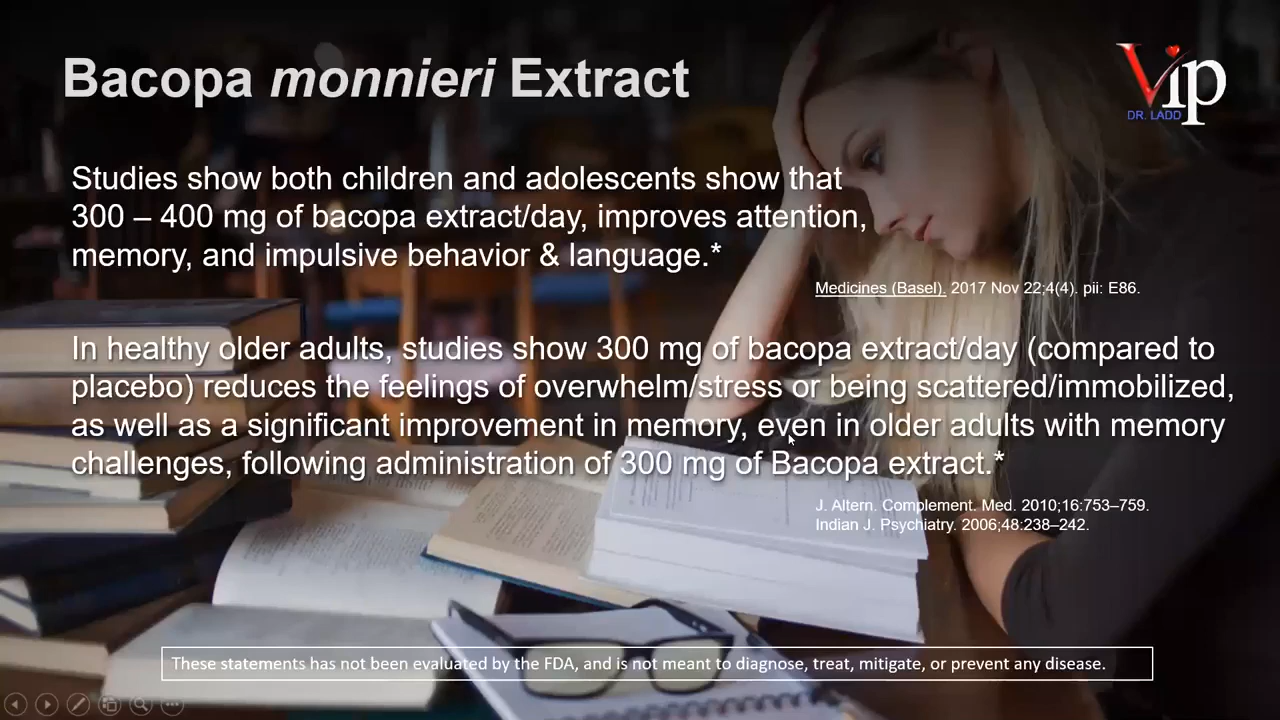 Bacopa monnieri Extract
Vip
DR. LADD
Studies show both children and adolescents show that
300 – 400 mg of bacopa extract/day, improves attention,
memory, and impulsive behavior & language.*
Medicines (Basel). 2017 Nov 22;4(4). pii: E86.
In healthy older adults, studies show 300 mg of bacopa extract/day (compared to
placebo) reduces the feelings of overwhelm/stress or being scattered/immobilized,
as well as a significant improvement in memory, even in older adults with memory
challenges, following administration of 300 mg of Bacopa extract.*
J. Altern. Complement. Med. 2010;16:753–759.
Indian J. Psychiatry. 2006;48:238–242.
These statements has not been evaluated by the FDA, and is not meant to diagnose, treat, mitigate, or prevent any disease.